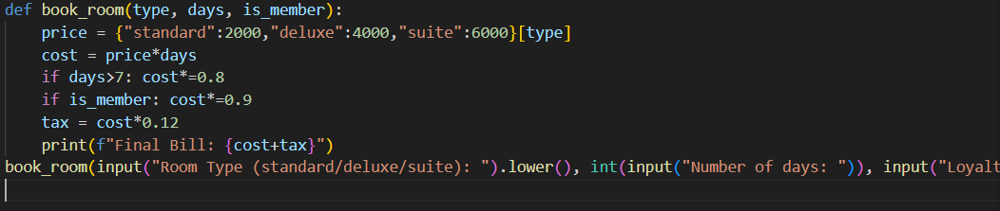 def book_room(type, days, is_member):
    price = {"standard":2000,"deluxe":4000,"suite":6000}[type]
    cost = price*days
    if days>7: cost*=0.8
    if is_member: cost*=0.9
    tax = cost*0.12
    print(f"Final Bill: {cost+tax}")
book_room(input("Room Type (standard/deluxe/suite): ").lower(), int(input("Number of days: ")), input("Loyalt